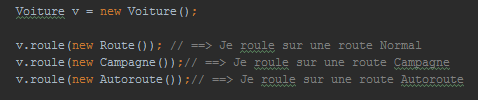 Voiture v = new Voiture();
v.roule(new Route()); // ==> Je roule sur une route Normal
v.roule(new Campagne());// ==> Je roule sur une route Campagne
v.roule(new Autoroute());// ==> Je roule sur une route Autoroute